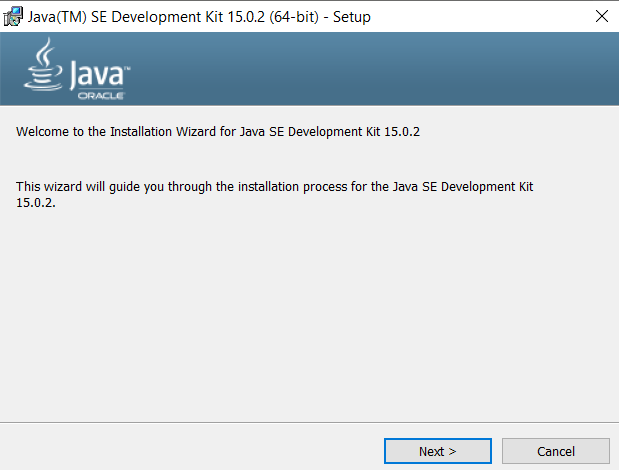 Java(TM) SE Development Kit 15.0.2 (64-bit) - Setup
Java™
ORACLE
Welcome to the Installation Wizard for Java SE Development Kit 15.0.2
This wizard will guide you through the installation process for the Java SE Development Kit
15.0.2.
Next >
Cancel